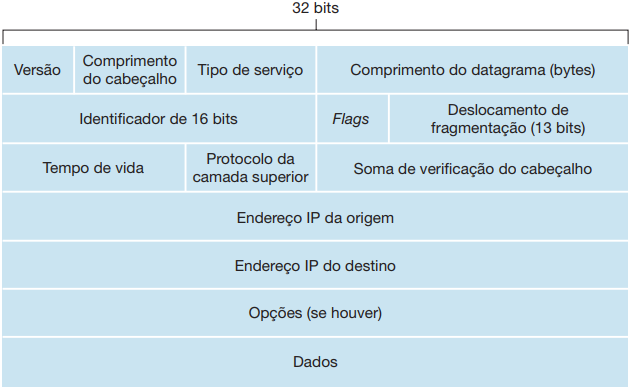 32 bits
Versão
Comprimento
do cabeçalho
Tipo de serviço
Comprimento do datagrama (bytes)
Identificador de 16 bits
Flags
Deslocamento de
fragmentação (13 bits)
Tempo de vida
Protocolo da
camada superior
Soma de verificação do cabeçalho
Endereço IP da origem
Endereço IP do destino
Opções (se houver)
Dados